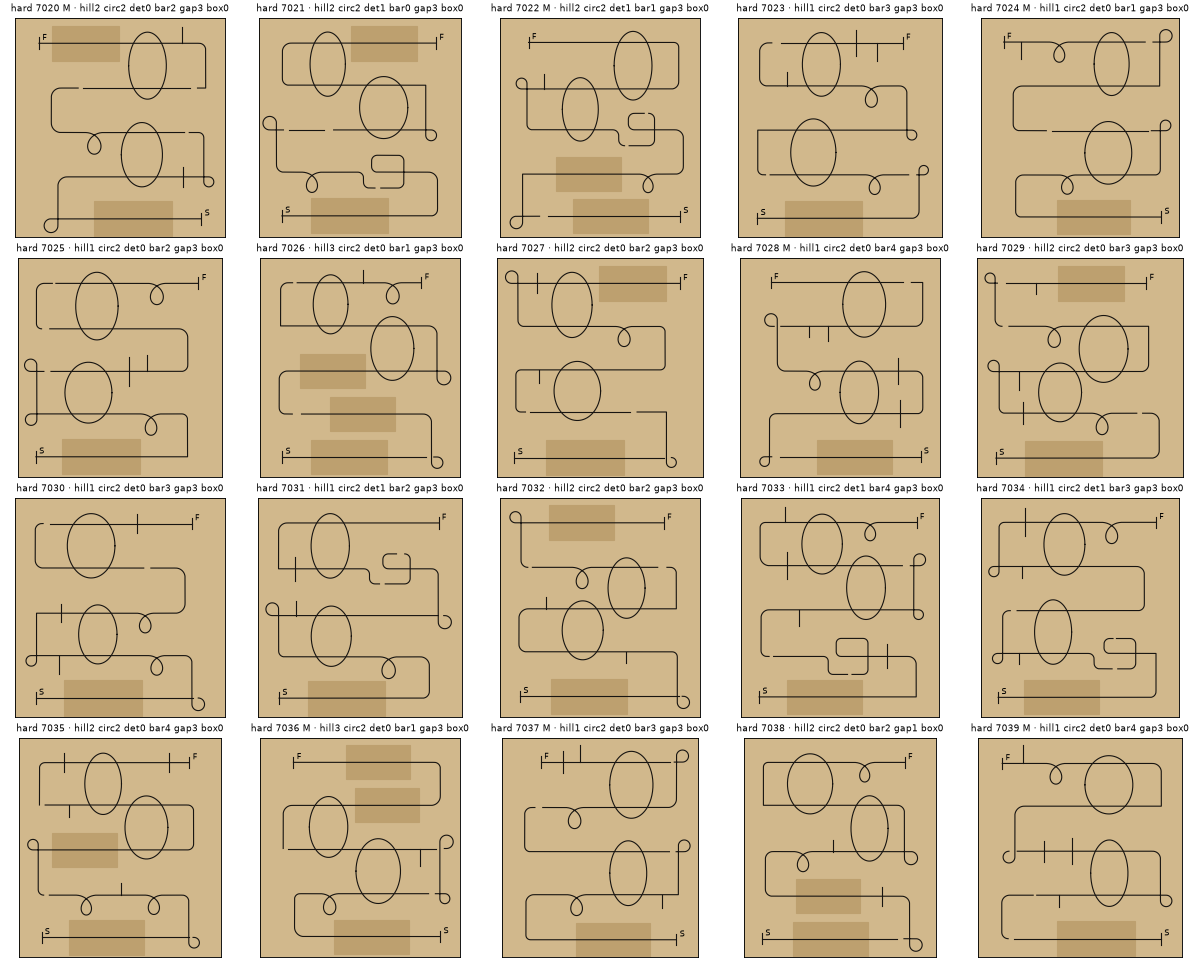 hard 7020 M · hill2 circ2 det0 bar2 gap3 box0
hard 7021 · hill2 circ2 det1 bar0 gap3 box0
hard 7022 M · hill2 circ2 det1 bar1 gap3 box0
hard 7023 · hill1 circ2 det0 bar3 gap3 box0
hard 7024 M · hill1 circ2 det0 bar1 gap3 box0
F
F
F
F
F
S
S
S
S
S
hard 7025 · hill1 circ2 det0 bar2 gap3 box0
hard 7026 · hill3 circ2 det0 bar1 gap3 box0
hard 7027 · hill2 circ2 det0 bar2 gap3 box0
hard 7028 M · hill1 circ2 det0 bar4 gap3 box0
hard 7029 · hill2 circ2 det0 bar3 gap3 box0
F
F
F
F
F
S
S
S
S
S
hard 7030 · hill1 circ2 det0 bar3 gap3 box0
hard 7031 · hill1 circ2 det1 bar2 gap3 box0
hard 7032 · hill2 circ2 det0 bar2 gap3 box0
hard 7033 · hill1 circ2 det1 bar4 gap3 box0
hard 7034 · hill1 circ2 det1 bar3 gap3 box0
F
F
F
F
F
S
S
S
S
S
hard 7035 · hill2 circ2 det0 bar4 gap3 box0
hard 7036 M · hill3 circ2 det0 bar1 gap3 box0
hard 7037 M · hill1 circ2 det0 bar3 gap3 box0
hard 7038 · hill2 circ2 det0 bar2 gap1 box0
hard 7039 M · hill1 circ2 det0 bar4 gap3 box0
F
F
F
F
F
S
S
S
S
S